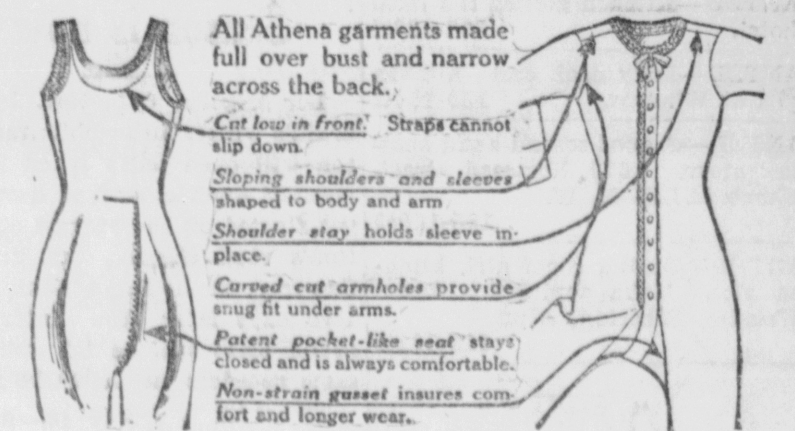 All Athena garments made
full over bust and narrow
across the back.
Cut low in front. Straps cannot
slip down.
Sloping shoulders and sleeves
shaped to body and arm
Shoulder stay holds sleeve in
place.
Carved cut armholes provide
snug fit under arms.
Patent pocket-like seat stays
closed and is always comfortable.
Non-strain gusset insures com-
fort and longer wear.